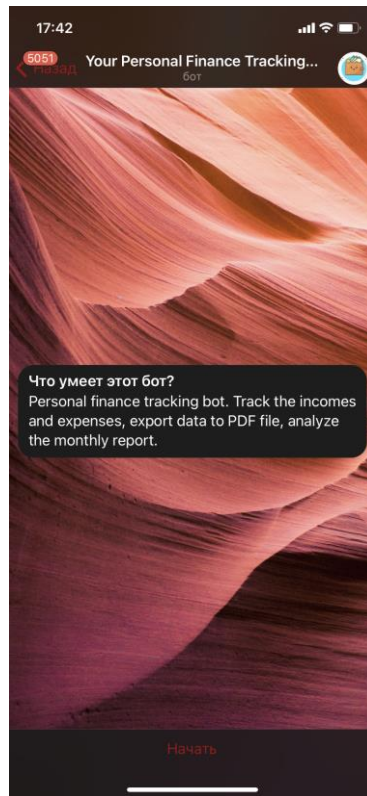 17:42
5051
Назад
Your Personal Finance Tracking...
бот
Что умеет этот бот?
Personal finance tracking bot. Track the incomes
and expenses, export data to PDF file, analyze
the monthly report.
Начать